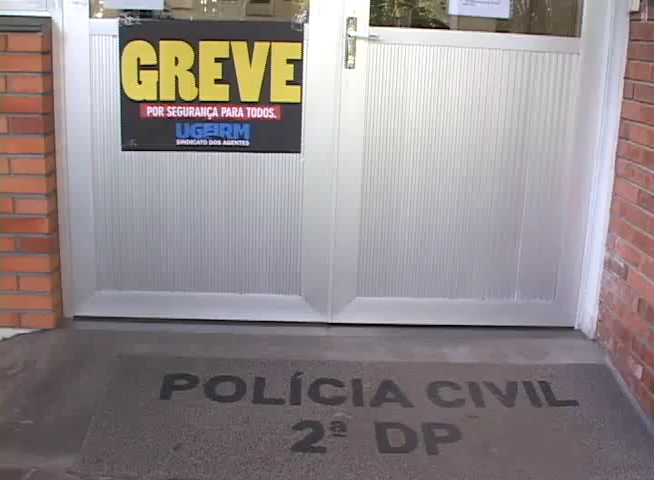 GREVE
POR SEGURANÇA PARA TODOS.
UGEIRM
SINDICATO DOS AGENTES
POLÍCIA CIVIL
2ª DP